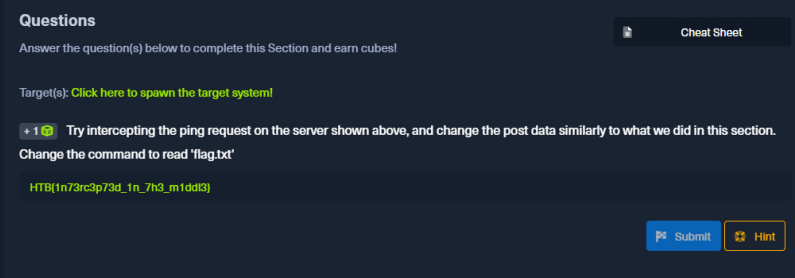 Questions
Cheat Sheet
Answer the question(s) below to complete this Section and earn cubes!
Target(s): Click here to spawn the target system!
+ 1 Try intercepting the ping request on the server shown above, and change the post data similarly to what we did in this section.
Change the command to read 'flag.txt'
HTB{1n73rc3p73d_1n_7h3_m1ddl3}
Submit
Hint